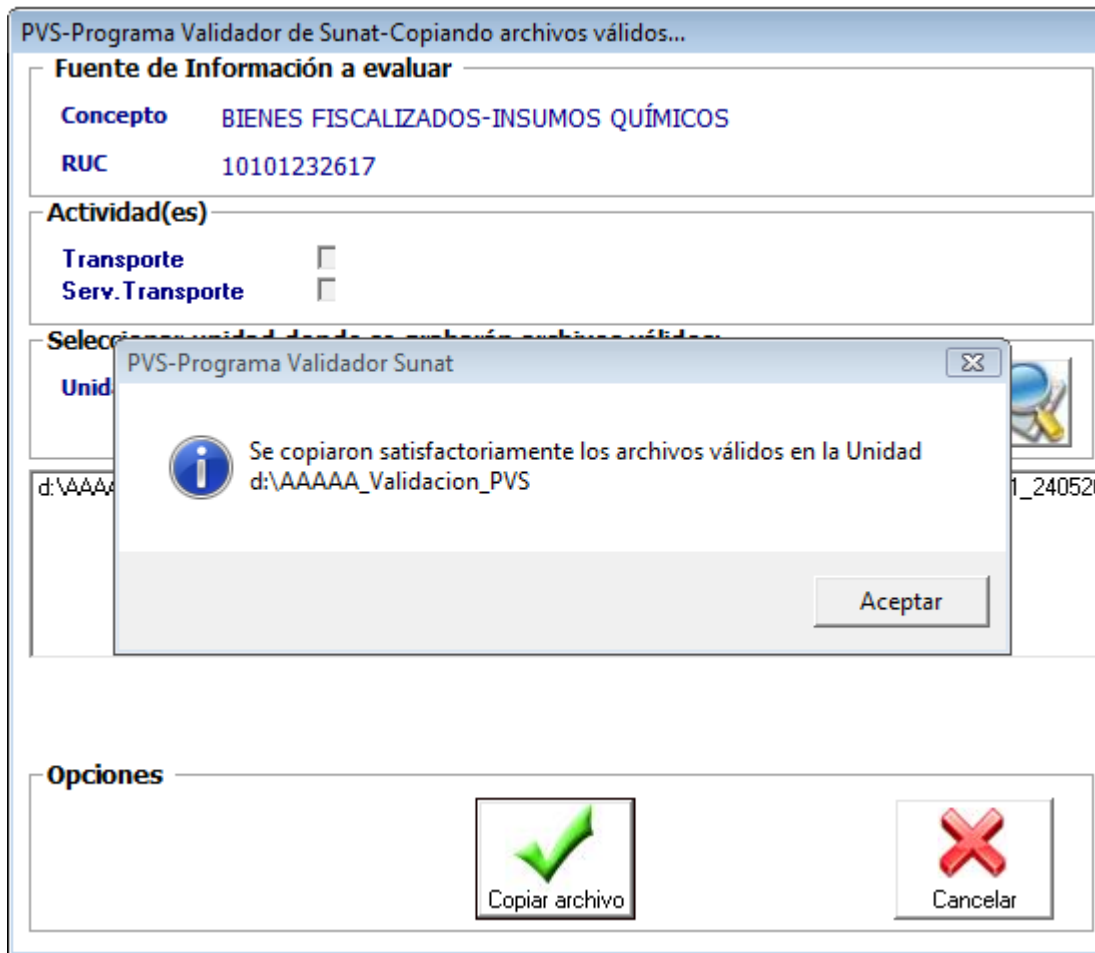 PVS-Programa Validador de Sunat-Copiando archivos válidos...
Fuente de Información a evaluar
Concepto BIENES FISCALIZADOS-INSUMOS QUÍMICOS
RUC 10101232617
Actividad(es)
Transporte
Serv.Transporte
PVS-Programa Validador Sunat
Se copiaron satisfactoriamente los archivos válidos en la Unidad
d:\AAAAA_Validacion_PVS
Aceptar
Opciones
Copiar archivo
Cancelar